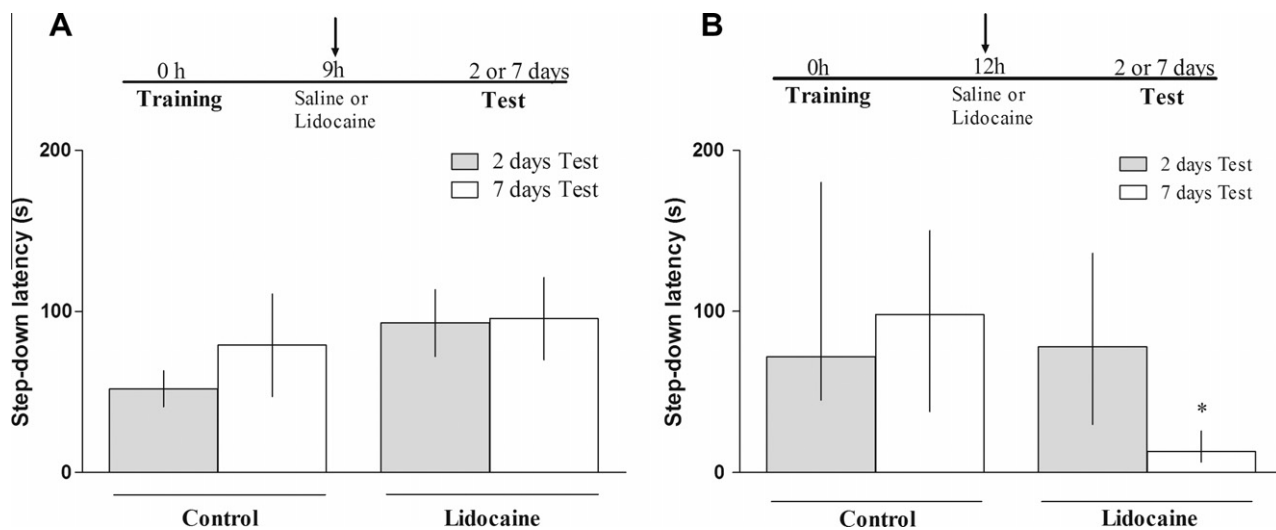 A
0 h 9h 2 or 7 days
Training Saline or Test
Lidocaine
200
2 days Test
7 days Test
Step-down latency (s)
100
0
Control Lidocaine
B
0h 12h 2 or 7 days
Training Saline or Test
Lidocaine
200
2 days Test
7 days Test
Step-down latency (s)
100
*
0
Control Lidocaine